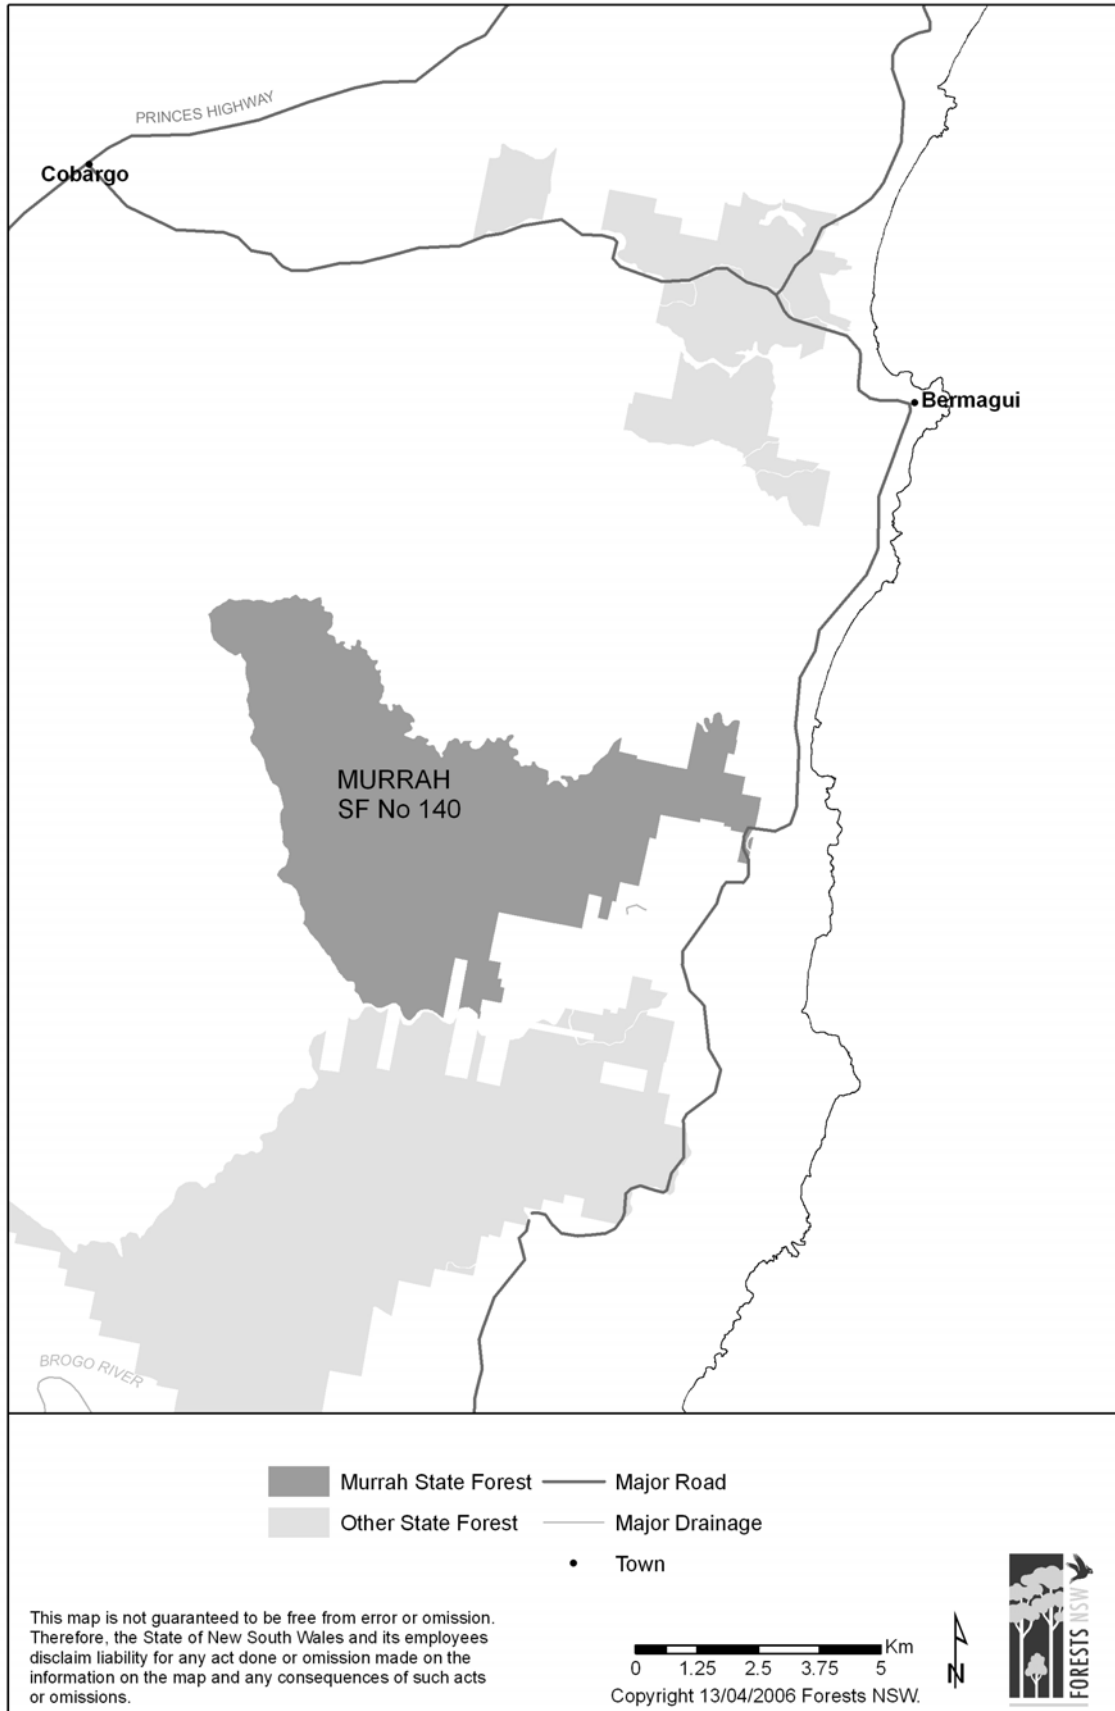 PRINCES HIGHWAY
Cobargo
Bermagui
MURRAH
SF No 140
BROGO RIVER
Murrah State Forest
Major Road
Other State Forest
Major Drainage
Town
This map is not guaranteed to be free from error or omission.
Therefore, the State of New South Wales and its employees
disclaim liability for any act done or omission made on the
information on the map and any consequences of such acts
or omissions.
Km
0 1.25 2.5 3.75 5
Copyright 13/04/2006 Forests NSW.
N
FORESTS NSW